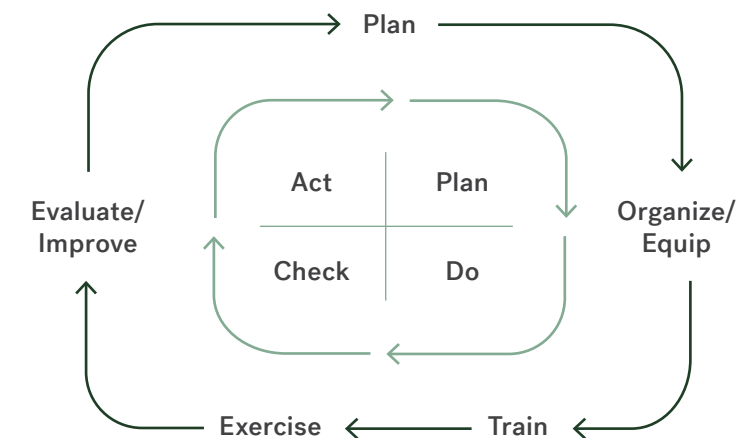 Plan
Act
Plan
Evaluate/
Improve
Organize/
Equip
Check
Do
Exercise
Train